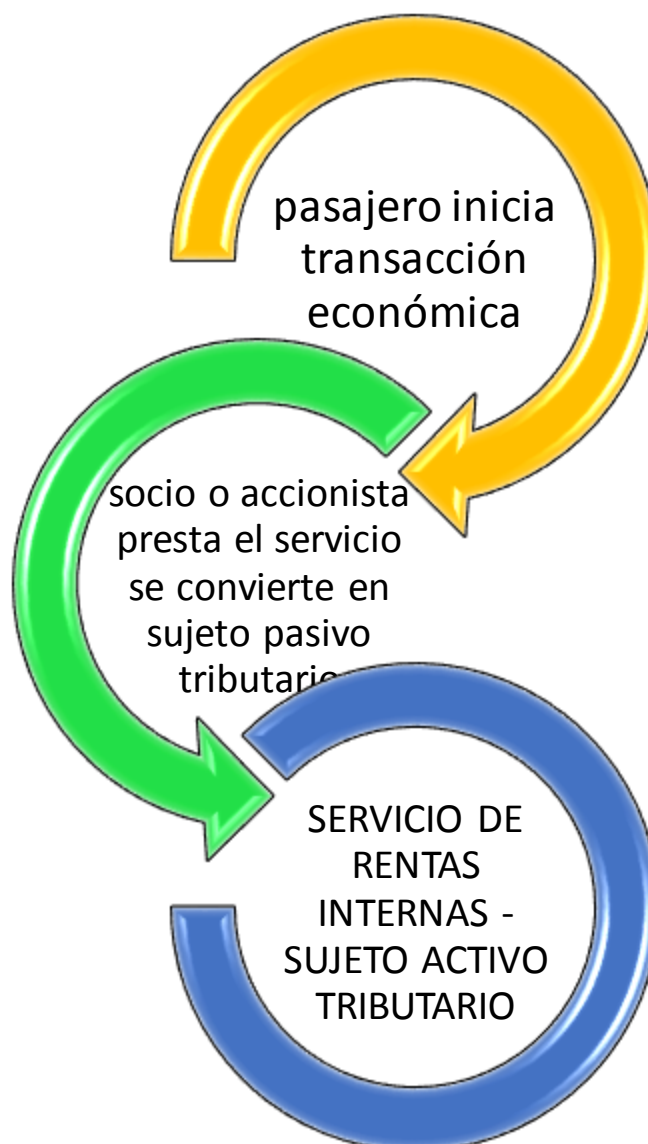 pasajero inicia
transacción
económica
socio o accionista
presta el servicio
se convierte en
sujeto pasivo
tributario
SERVICIO DE
RENTAS
INTERNAS -
SUJETO ACTIVO
TRIBUTARIO